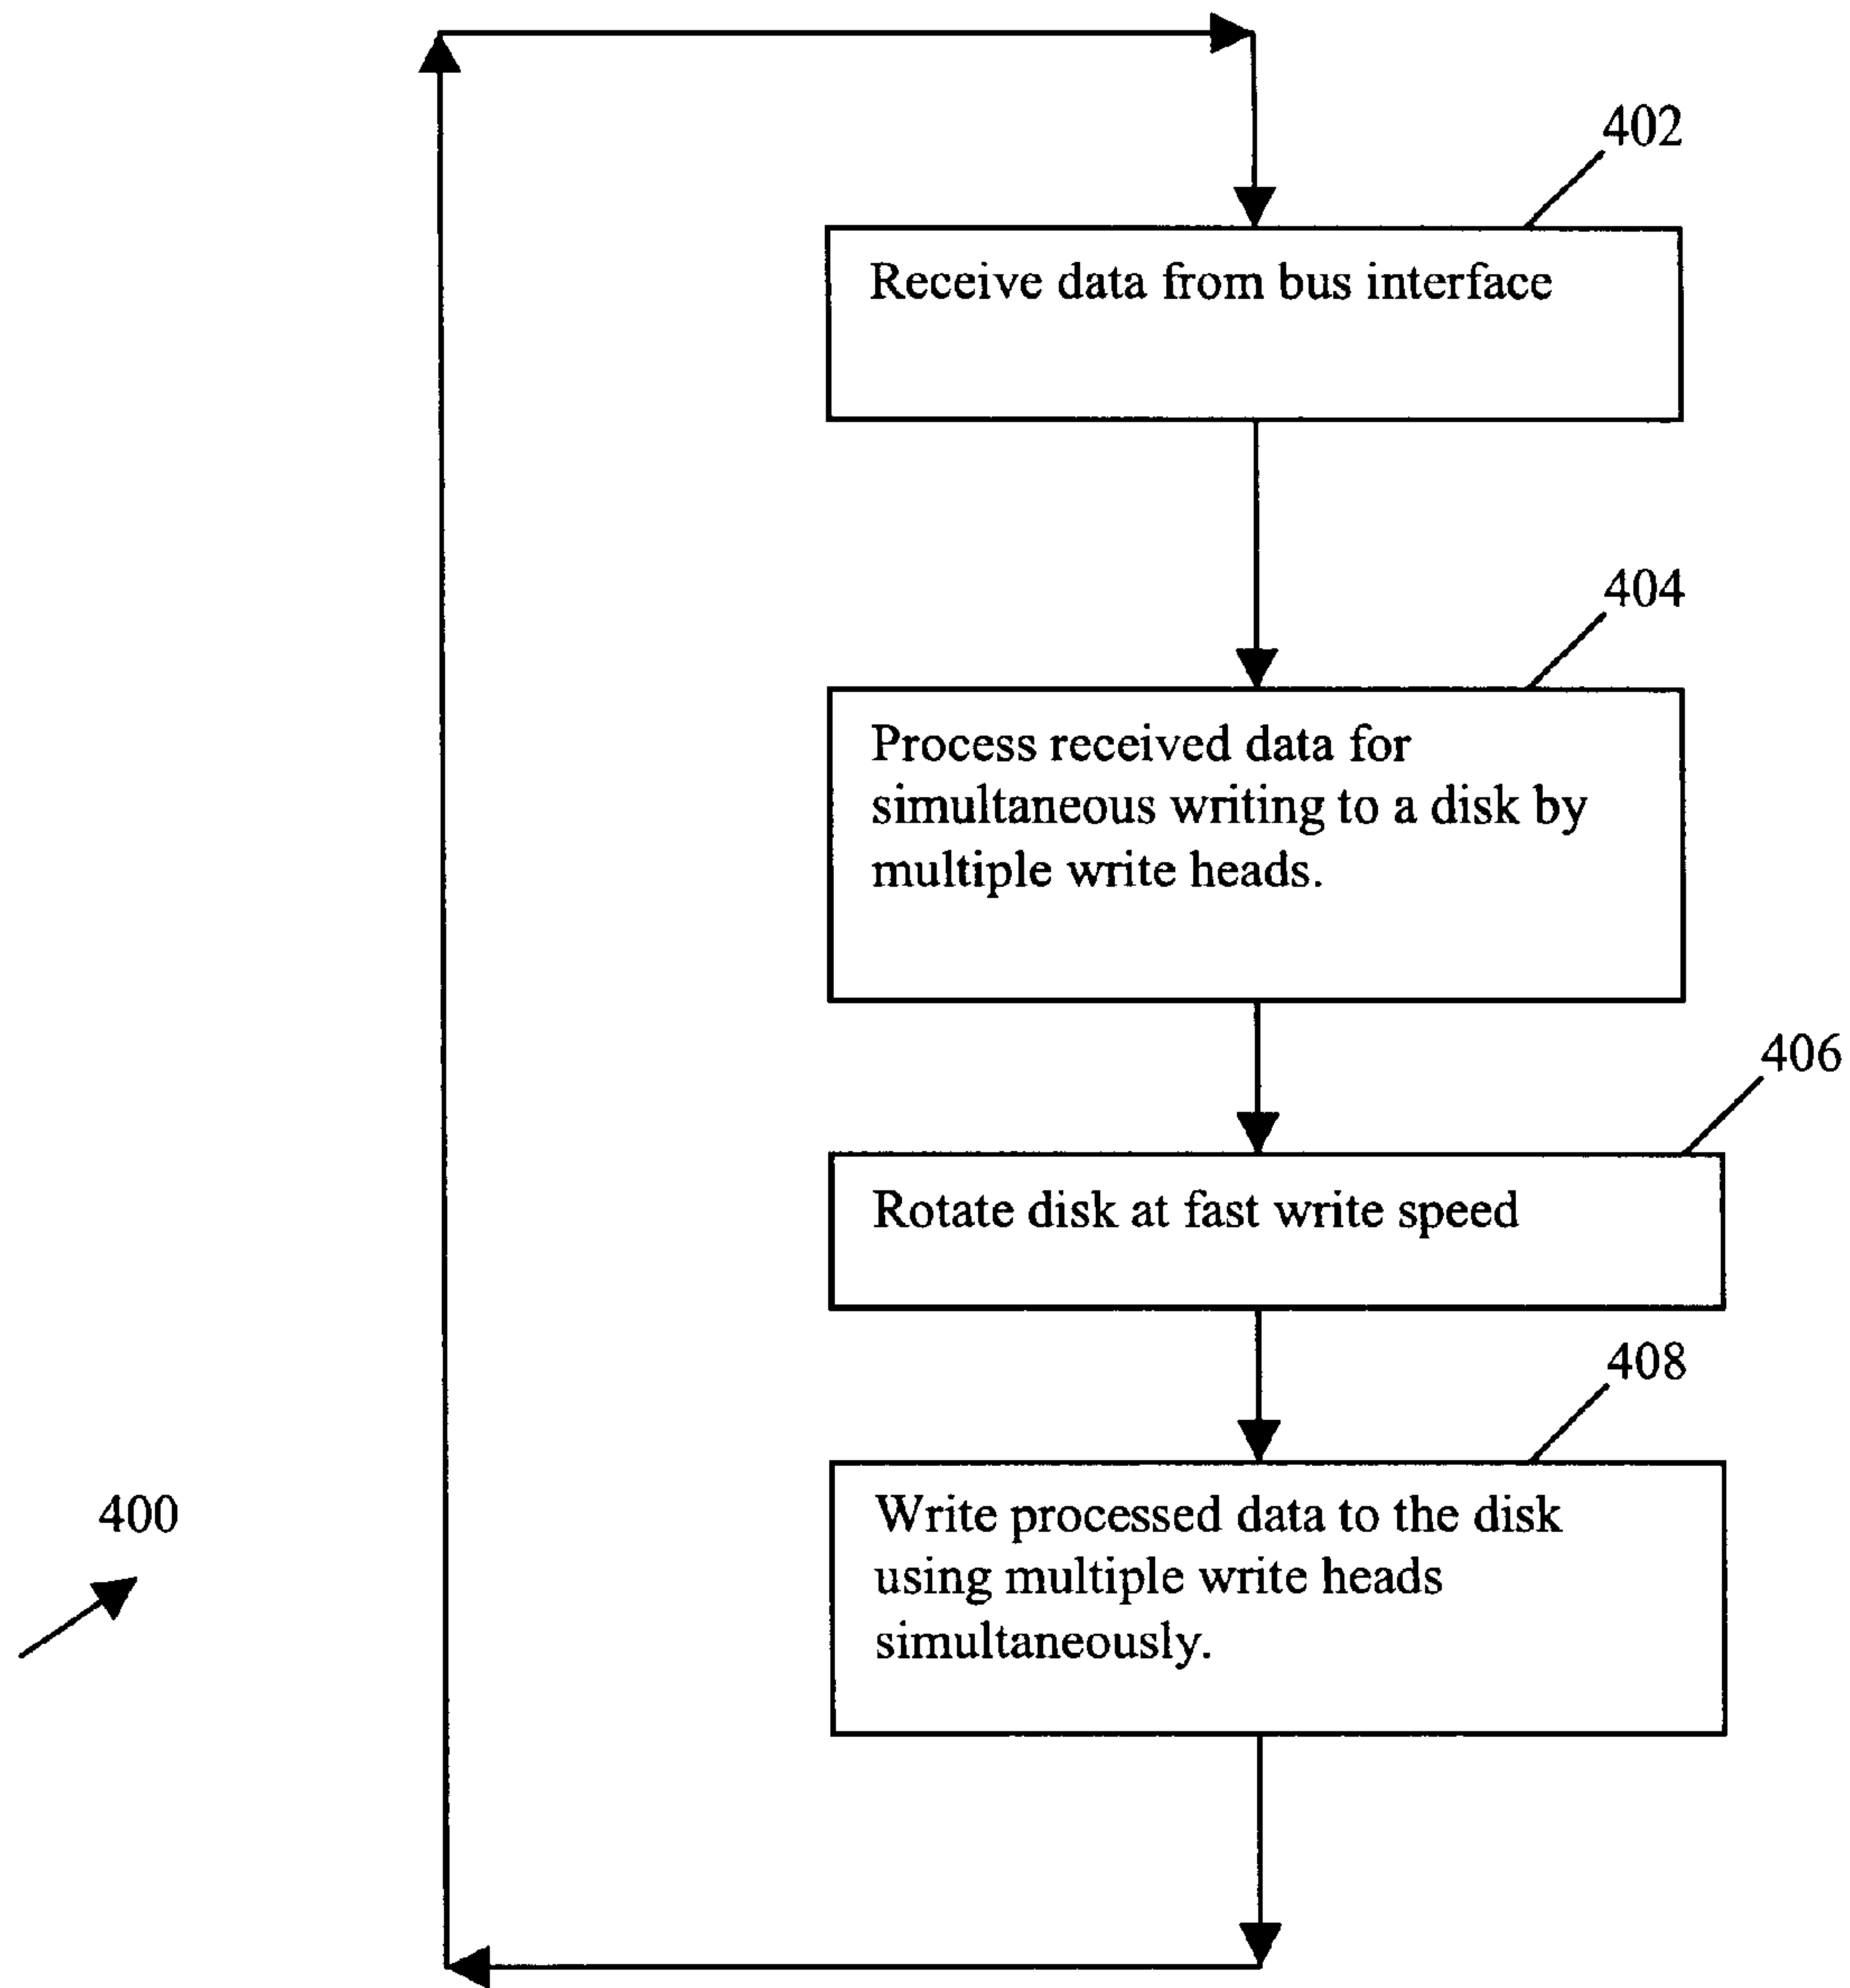 402
Receive data from bus interface
404
Process received data for
simultaneous writing to a disk by
multiple write heads.
406
Rotate disk at fast write speed
408
Write processed data to the disk
using multiple write heads
simultaneously.
400